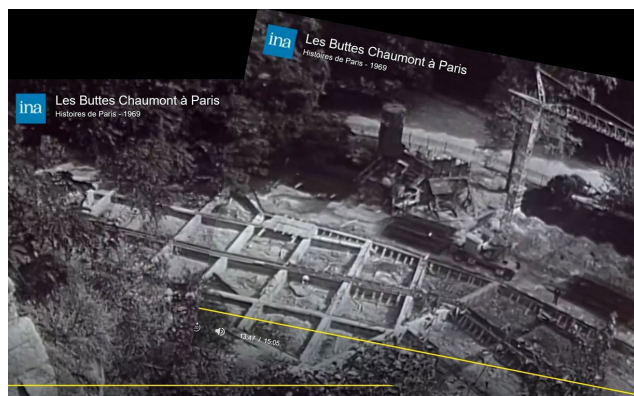 ina
Les Buttes Chaumont à Paris
Histoires de Paris - 1969
ina
Les Buttes Chaumont à Paris
Histoires de Paris - 1969
13:47 / 15:05